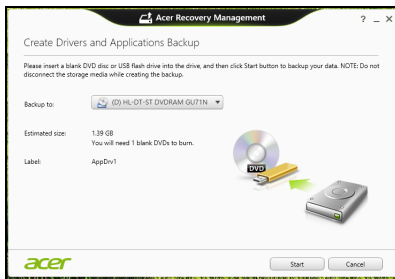 Acer Recovery Management
? _ X
Create Drivers and Applications Backup
Please insert a blank DVD disc or USB flash drive into the drive, and then click Start button to backup your data. NOTE: Do not
disconnect the storage media while creating the backup.
Backup to: (D) HL-DT-ST DVDRAM GU71N
Estimated size: 1.39 GB
You will need 1 blank DVDs to burn.
Label: AppDrv1
DVD
acer Start Cancel